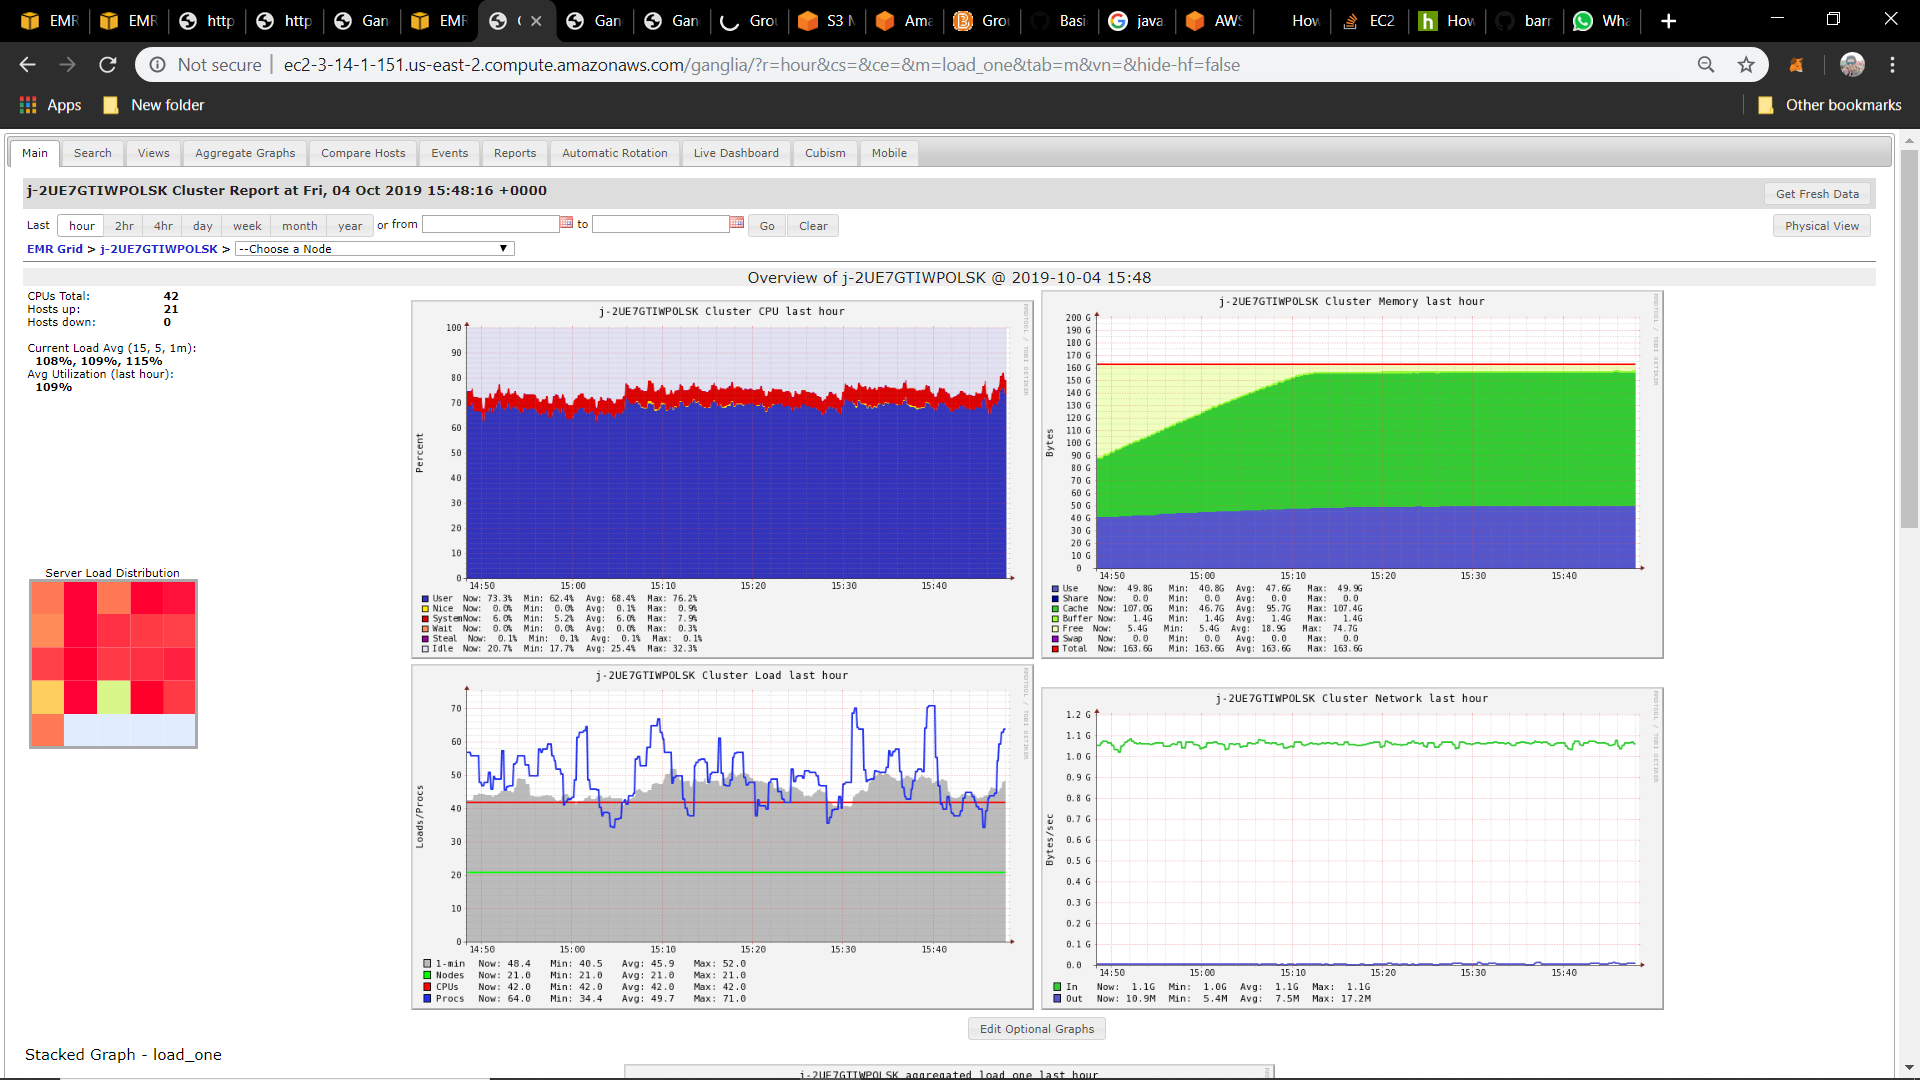 EMR
EMR
http
http
Gan
EMR
Gan
Gan
Grou
S3 M
Ama
Grou
Basi
java
AWS
How
EC2
How
barr
Wha
Not secure | ec2-3-14-1-151.us-east-2.compute.amazonaws.com/ganglia/?r=hour&cs=&ce=&m=load_one&tab=m&vn=&hide-hf=false
Apps New folder Other bookmarks
Main Search Views Aggregate Graphs Compare Hosts Events Reports Automatic Rotation Live Dashboard Cubism Mobile
j-2UE7GTIWPOLSK Cluster Report at Fri, 04 Oct 2019 15:48:16 +0000
Get Fresh Data
Last hour 2hr 4hr day week month year or from to Go Clear
Physical View
EMR Grid > j-2UE7GTIWPOLSK > --Choose a Node
Overview of j-2UE7GTIWPOLSK @ 2019-10-04 15:48
CPUs Total: 42
Hosts up: 21
Hosts down: 0
Current Load Avg (15, 5, 1m):
108%, 109%, 115%
Avg Utilization (last hour):
109%
Server Load Distribution
j-2UE7GTIWPOLSK Cluster CPU last hour
RRDTOOL / TOBI OETIKER
Percent
100
90
80
70
60
50
40
30
20
10
0
14:50 15:00 15:10 15:20 15:30 15:40
User Now: 73.3% Min: 62.4% Avg: 68.4% Max: 76.2%
Nice Now: 0.0% Min: 0.0% Avg: 0.1% Max: 0.9%
System Now: 6.0% Min: 5.2% Avg: 6.0% Max: 7.9%
Wait Now: 0.0% Min: 0.0% Avg: 0.0% Max: 0.3%
Steal Now: 0.1% Min: 0.1% Avg: 0.1% Max: 0.1%
Idle Now: 20.7% Min: 17.7% Avg: 25.4% Max: 32.3%
j-2UE7GTIWPOLSK Cluster Memory last hour
RRDTOOL / TOBI OETIKER
Bytes
200 G
190 G
180 G
170 G
160 G
150 G
140 G
130 G
120 G
110 G
100 G
90 G
80 G
70 G
60 G
50 G
40 G
30 G
20 G
10 G
0
14:50 15:00 15:10 15:20 15:30 15:40
Use Now: 49.8G Min: 40.8G Avg: 47.6G Max: 49.9G
Share Now: 0.0 Min: 0.0 Avg: 0.0 Max: 0.0
Cache Now: 107.0G Min: 46.7G Avg: 95.7G Max: 107.4G
Buffer Now: 1.4G Min: 1.4G Avg: 1.4G Max: 1.4G
Free Now: 5.4G Min: 5.4G Avg: 18.9G Max: 74.7G
Swap Now: 0.0 Min: 0.0 Avg: 0.0 Max: 0.0
Total Now: 163.6G Min: 163.6G Avg: 163.6G Max: 163.6G
j-2UE7GTIWPOLSK Cluster Load last hour
RRDTOOL / TOBI OETIKER
Loads/Procs
70
60
50
40
30
20
10
0
14:50 15:00 15:10 15:20 15:30 15:40
1-min Now: 48.4 Min: 40.5 Avg: 45.9 Max: 52.0
Nodes Now: 21.0 Min: 21.0 Avg: 21.0 Max: 21.0
CPUs Now: 42.0 Min: 42.0 Avg: 42.0 Max: 42.0
Procs Now: 64.0 Min: 34.4 Avg: 49.7 Max: 71.0
j-2UE7GTIWPOLSK Cluster Network last hour
RRDTOOL / TOBI OETIKER
Bytes/sec
1.2 G
1.1 G
1.0 G
0.9 G
0.8 G
0.7 G
0.6 G
0.5 G
0.4 G
0.3 G
0.2 G
0.1 G
0.0
14:50 15:00 15:10 15:20 15:30 15:40
In Now: 1.1G Min: 1.0G Avg: 1.1G Max: 1.1G
Out Now: 10.9M Min: 5.4M Avg: 7.5M Max: 17.2M
Edit Optional Graphs
Stacked Graph - load_one
j-2UE7GTIWPOLSK aggregated load_one last hour